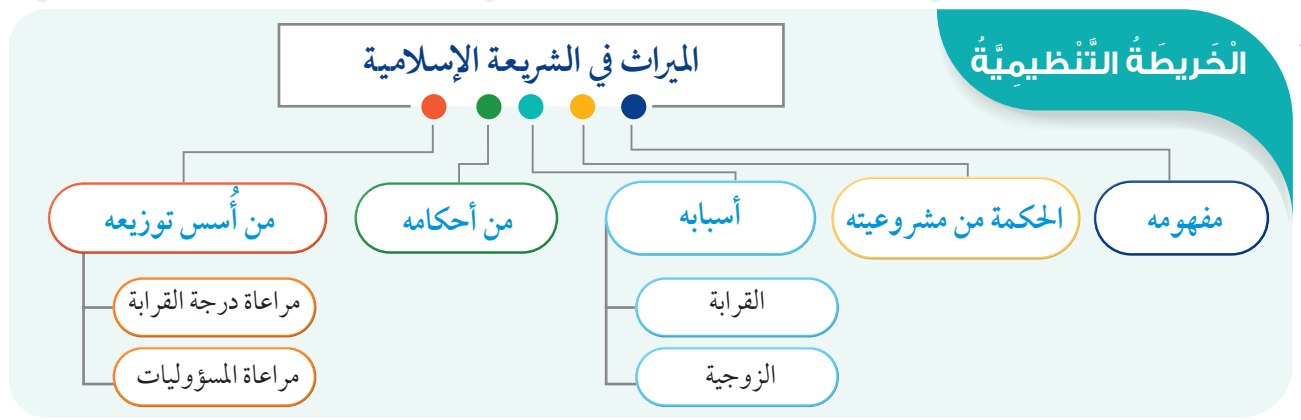 الْخَرِيطَةُ التَّنْظيمِيَّةُ
الميراث في الشريعة الإسلامية
مفهومه
الحكمة من مشروعيته
أسبابه
من أحكامه
من أُسس توزيعه
القرابة
الزوجية
مراعاة درجة القرابة
مراعاة المسؤوليات